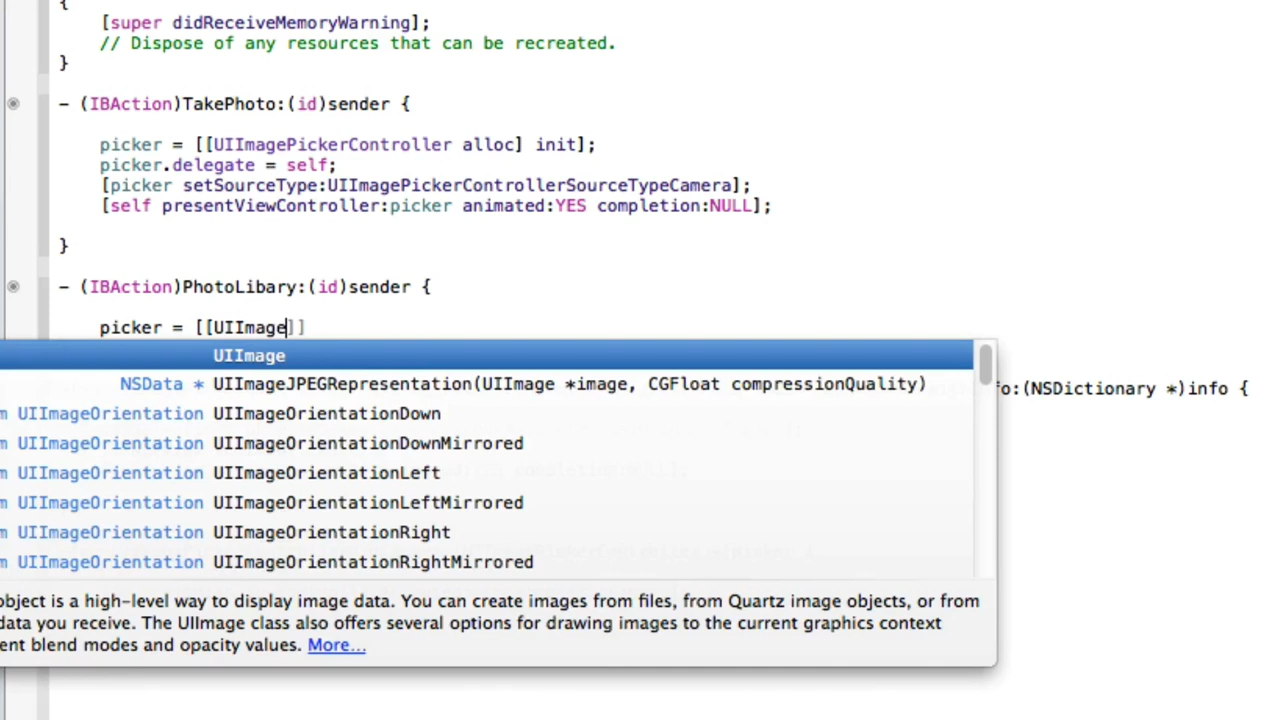 {
[super didReceiveMemoryWarning];
// Dispose of any resources that can be recreated.
}
- (IBAction)TakePhoto:(id)sender {
picker = [[UIImagePickerController alloc] init];
picker.delegate = self;
[picker setSourceType:UIImagePickerControllerSourceTypeCamera];
[self presentViewController:picker animated:YES completion:NULL];
}
- (IBAction)PhotoLibary:(id)sender {
picker = [[UIImage]]
UIImage
NSData * UIImageJPEGRepresentation(UIImage *image, CGFloat compressionQuality)
o:(NSDictionary *)info {
m UIImageOrientation UIImageOrientationDown
m UIImageOrientation UIImageOrientationDownMirrored
m UIImageOrientation UIImageOrientationLeft
m UIImageOrientation UIImageOrientationLeftMirrored
m UIImageOrientation UIImageOrientationRight
m UIImageOrientation UIImageOrientationRightMirrored
object is a high-level way to display image data. You can create images from files, from Quartz image objects, or from
data you receive. The UIImage class also offers several options for drawing images to the current graphics context
ent blend modes and opacity values. More...